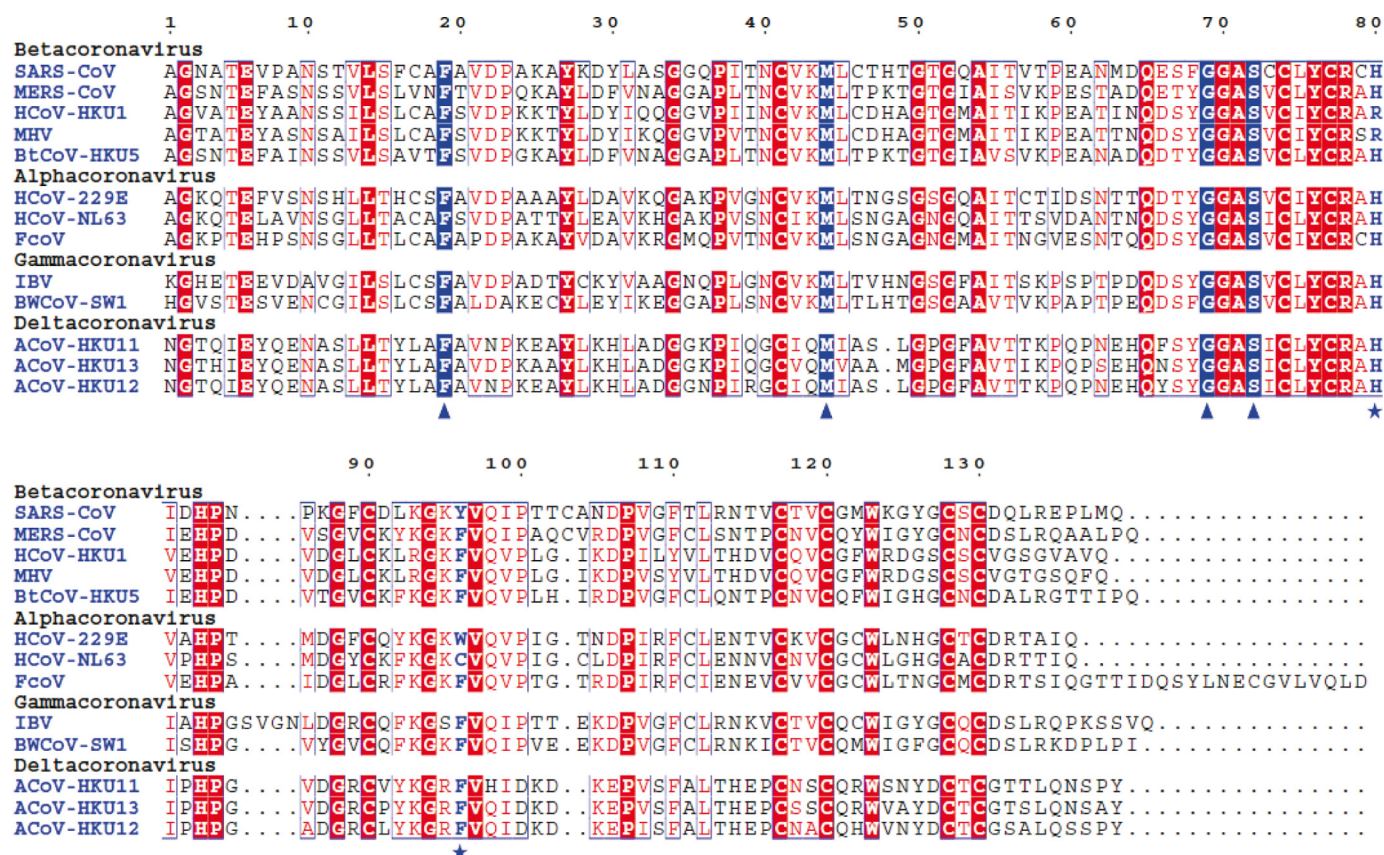 1 10 20 30 40 50 60 70 80
Betacoronavirus
SARS-CoV AGNATEVPANSTVLSFCAFAVDPAKAYKDYLASGGQPITNCVKMLCTHTGTGQAITVTPEANMDQESFGGASCCLYCRCH
MERS-CoV AGSNTEFASNSSVLSLVNFTVDPQKAYLDFVNAGGAPLTNCVKMLTPKTGTGIAISVKPESTADQETYGGASVCLYCRAH
HCoV-HKU1 AGVATEYAANSSILSLCAFSVDPKKTYLDYIQQGGVPIINCVKMLCDHAGTGMAITIKPEATINQDSYGGASVCLYCRAR
MHV AGTATEYASNSAILSLCAFSVDPKKTYLDYIKQGGVPVTNCVKMLCDHAGTGMAITIKPEATTNQDSYGGASVCLYCRSR
BtCoV-HKU5 AGSNTEFAINSSVLSAVTFSVDPGKAYLDFVNAGGAPLTNCVKMLTPKTGTGIAVSVKPEANADQDTYGGASVCLYCRAH
Alphacoronavirus
HCoV-229E AGKQTEFVSNSHLLTHCSFAVDPAAAYLDAVKQGAKPVGNCVKMLTNGSGSGQAITCTIDSNTTQDTYGGASVCIYCRAH
HCoV-NL63 AGKQTELAVNSGLLTACAFSVDPATTYLEAVKHGAKPVSNCIKMLSNGAGNGQAITTSVDANTNQDSYGGASICLYCRAH
FcoV AGKPTEHPSNSGLLTLCAFAPDPAKAYVDAVKRGMQPVTNCVKMLSNGAGNGMAITNGVESNTQQDSYGGASVCIYCRCH
Gammacoronavirus
IBV KGHETEEVDAVGILSLCSFAVDPADTYCKYVAAGNQPLGNCVKMLTVHNGSGFAITSKPSPTPDQDSYGGASVCLYCRAH
BWCoV-SW1 HGVSTESVENCGILSLCSFALDAKECYLEYIKEGGAPLSNCVKMLTLHTGSGAAVTVKPAPTPEQDSFGGASVCLYCRAH
Deltacoronavirus
ACoV-HKU11 NGTQIEYQENASLLTYLAFAVNPKEAYLKHLADGGKPIQGCIQMIAS.LGPGFAVTTKPQPNEHQFSYGGASICLYCRAH
ACoV-HKU13 NGTHIEYQENASLLTYLAFAVNPKEAYLKHLADGGKPIQGCVQMVAA.MGPGFAVTTKPQPSEHQNSYGGASICLYCRAH
ACoV-HKU12 NGTQIEYQENASLLTYLAFAVNPKEAYLKHLADGGNPIRGCIQMIAS.LGPGFAVTTKPQPNEHQYSYGGASICLYCRAH
90 100 110 120 130
Betacoronavirus
SARS-CoV IDHPN....PKGFCDLKGKYVQIPTTCANDPVGFTLRNTVCTVCGMWKGYGCSCDQLREPLMQ...............
MERS-CoV IEHPD....VSGVCKYKGKFVQIPAQCVRDPVGFCLSNTPCNVCQYWIGYGCNCDSLRQAALPQ..............
HCoV-HKU1 VEHPD....VDGLCKLRGKFVQVPLG.IKDPILYVLTHDVCQVCGFWRDGSCSCVGSGVAVQ................
MHV VEHPD....VDGLCKLRGKFVQVPLG.IKDPVSYVLTHDVCQVCGFWRDGSCSCVGTGSQFQ................
BtCoV-HKU5 IEHPD....VTGVCKFKGKFVQVPLH.IRDPVGFCLQNTPCNVCQFWIGHGCNCDALRGTTIPQ..............
Alphacoronavirus
HCoV-229E VAHPT....MDGFCQYKGKWVQVPIG.TNDPIRFCLENTVCKVCGCWLNHGCTCDRTAIQ..................
HCoV-NL63 VPHPS....MDGYCKFKGKCVQVPIG.CLDPIRFCLENNVCNVCGCWLGHGCACDRTTIQ..................
FcoV VEHPA....IDGLCRFKGKFVQVPTG.TRDPIRFCIENEVCVVCGCWLTNGCMCDRTSIQGTTIDQSYLNECGVLVQLD
Gammacoronavirus
IBV IAHPGSVGNLDGRCQFKGSFVQIPTT.EKDPVGFCLRNKVCTVCQCWIGYGCQCDSLRQPKSSVQ.............
BWCoV-SW1 ISHPG....VYGVCQFKGKFVQIPVE.EKDPVGFCLRNKICTVCQMWIGFGCQCDSLRKDPLPI..............
Deltacoronavirus
ACoV-HKU11 IPHPG....VDGRCVYKGRFVHIDKD..KEPVSFALTHEPCNSCQRWSNYDCTCGTTLQNSPY...............
ACoV-HKU13 IPHPG....VDGRCPYKGRFVQIDKD..KEPVSFALTHEPCSSCQRWVAYDCTCGTSLQNSAY...............
ACoV-HKU12 IPHPG....ADGRCLYKGRFVQIDKD..KEPISFALTHEPCNACQHWVNYDCTCGSALQSSPY...............